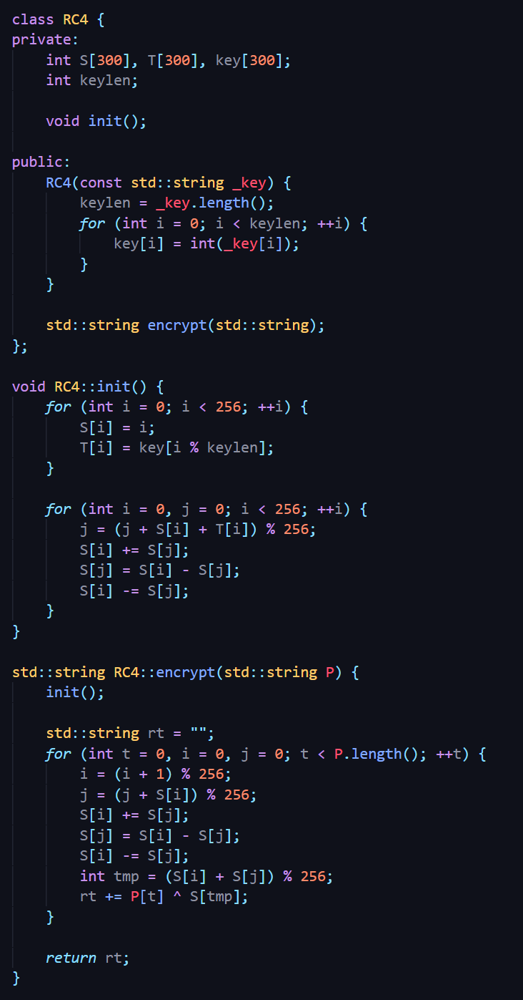 class RC4 {
private:
    int S[300], T[300], key[300];
    int keylen;

    void init();

public:
    RC4(const std::string _key) {
        keylen = _key.length();
        for (int i = 0; i < keylen; ++i) {
            key[i] = int(_key[i]);
        }
    }

    std::string encrypt(std::string);
};

void RC4::init() {
    for (int i = 0; i < 256; ++i) {
        S[i] = i;
        T[i] = key[i % keylen];
    }

    for (int i = 0, j = 0; i < 256; ++i) {
        j = (j + S[i] + T[i]) % 256;
        S[i] += S[j];
        S[j] = S[i] - S[j];
        S[i] -= S[j];
    }
}

std::string RC4::encrypt(std::string P) {
    init();

    std::string rt = "";
    for (int t = 0, i = 0, j = 0; t < P.length(); ++t) {
        i = (i + 1) % 256;
        j = (j + S[i]) % 256;
        S[i] += S[j];
        S[j] = S[i] - S[j];
        S[i] -= S[j];
        int tmp = (S[i] + S[j]) % 256;
        rt += P[t] ^ S[tmp];
    }

    return rt;
}